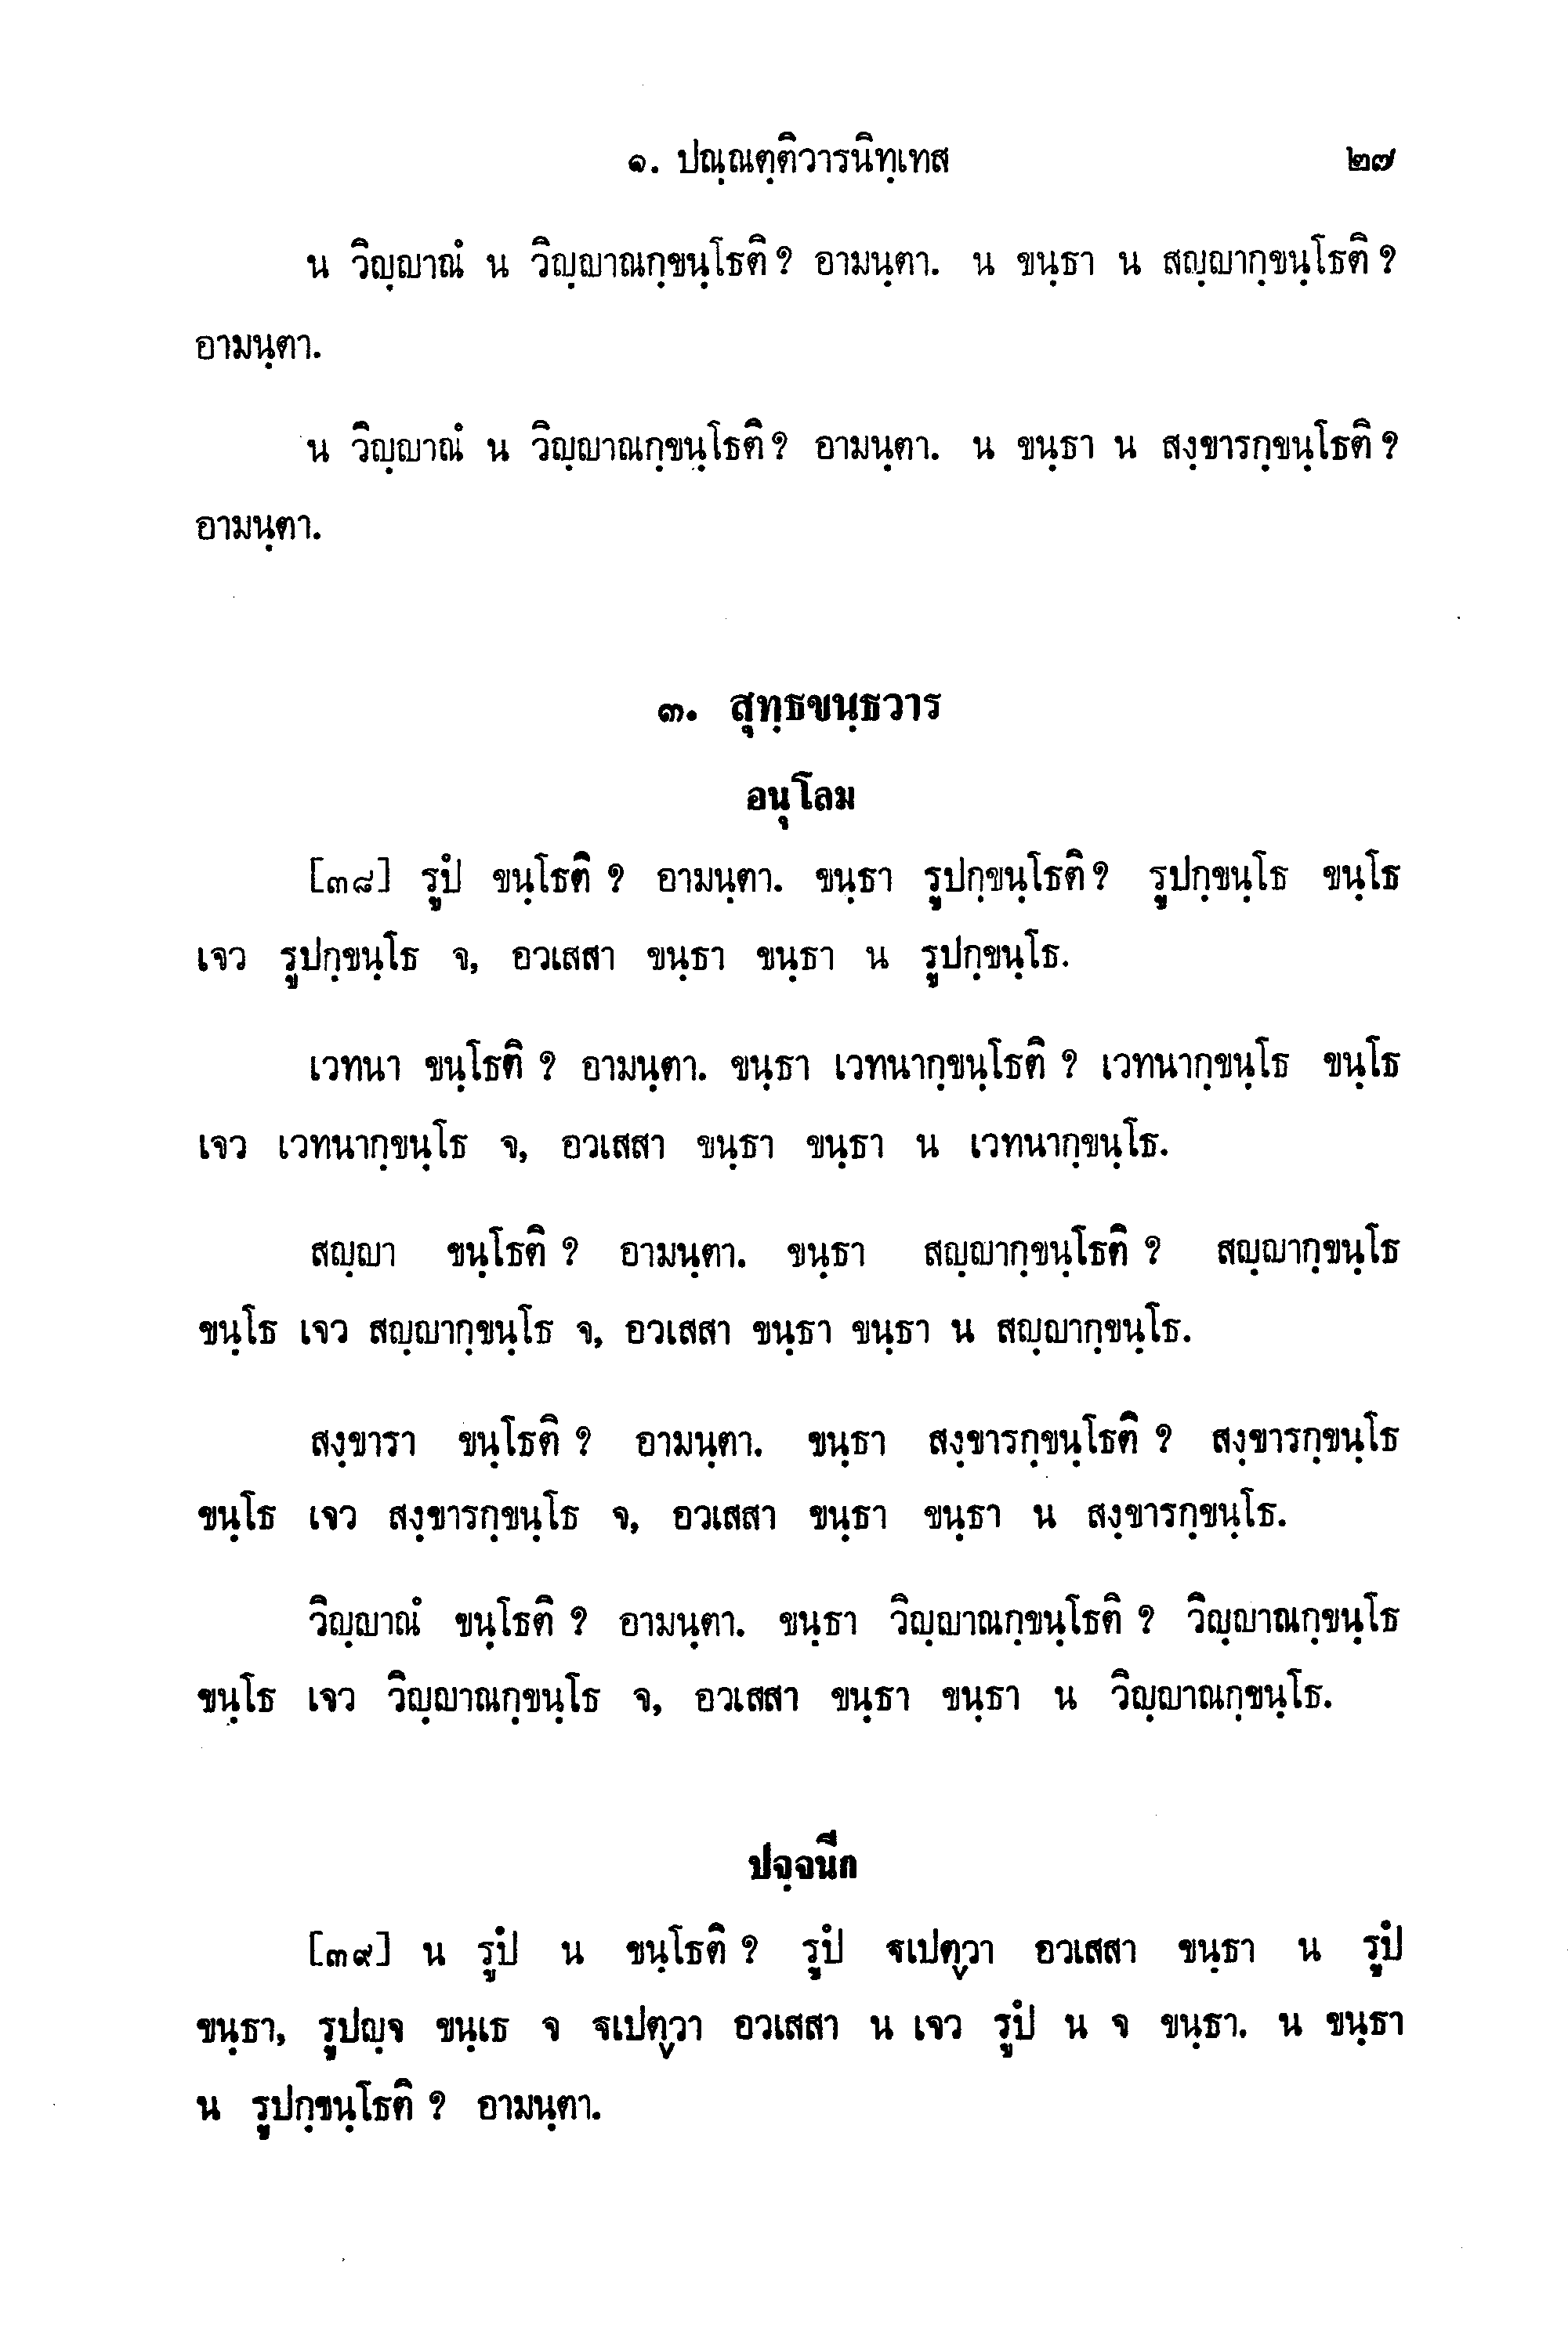 ๑. ปณฺณตฺติวารนิทฺเทส ๒๗
น วิญฺญาณํ น วิญฺญาณกฺขนฺโธติ ? อามนฺตา. น ขนฺธา น สญฺญากฺขนฺโธติ ?
อามนฺตา.
น วิญฺญาณํ น วิญฺญาณกฺขนฺโธติ ? อามนฺตา. น ขนฺธา น สงฺขารกฺขนฺโธติ ?
อามนฺตา.
๓. สุทฺธขนฺธวาร
อนุโลม
[๓๘] รูปํ ขนฺโธติ ? อามนฺตา. ขนฺธา รูปกฺขนฺโธติ ? รูปกฺขนฺโธ ขนฺโธ
เจว รูปกฺขนฺโธ จ, อวเสสา ขนฺธา ขนฺธา น รูปกฺขนฺโธ.
เวทนา ขนฺโธติ ? อามนฺตา. ขนฺธา เวทนากฺขนฺโธติ ? เวทนากฺขนฺโธ ขนฺโธ
เจว เวทนากฺขนฺโธ จ, อวเสสา ขนฺธา ขนฺธา น เวทนากฺขนฺโธ.
สญฺญา ขนฺโธติ ? อามนฺตา. ขนฺธา สญฺญากฺขนฺโธติ ? สญฺญากฺขนฺโธ
ขนฺโธ เจว สญฺญากฺขนฺโธ จ, อวเสสา ขนฺธา ขนฺธา น สญฺญากฺขนฺโธ.
สงฺขารา ขนฺโธติ ? อามนฺตา. ขนฺธา สงฺขารกฺขนฺโธติ ? สงฺขารกฺขนฺโธ
ขนฺโธ เจว สงฺขารกฺขนฺโธ จ, อวเสสา ขนฺธา ขนฺธา น สงฺขารกฺขนฺโธ.
วิญฺญาณํ ขนฺโธติ ? อามนฺตา. ขนฺธา วิญฺญาณกฺขนฺโธติ ? วิญฺญาณกฺขนฺโธ
ขนฺโธ เจว วิญฺญาณกฺขนฺโธ จ, อวเสสา ขนฺธา ขนฺธา น วิญฺญาณกฺขนฺโธ.
ปจฺจนีก
[๓๙] น รูปํ น ขนฺโธติ ? รูปํ ฐเปตฺวา อวเสสา ขนฺธา น รูปํ
ขนฺธา, รูปญฺจ ขนฺเธ จ ฐเปตฺวา อวเสสา น เจว รูปํ น จ ขนฺธา. น ขนฺธา
น รูปกฺขนฺโธติ ? อามนฺตา.